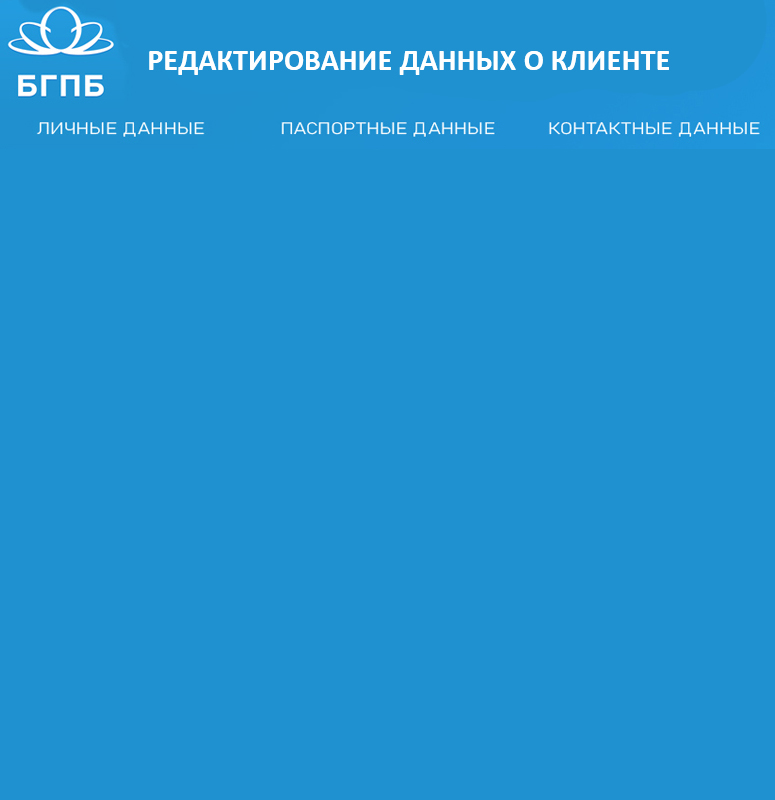 БГПБ
РЕДАКТИРОВАНИЕ ДАННЫХ О КЛИЕНТЕ
ЛИЧНЫЕ ДАННЫЕ ПАСПОРТНЫЕ ДАННЫЕ КОНТАКТНЫЕ ДАННЫЕ